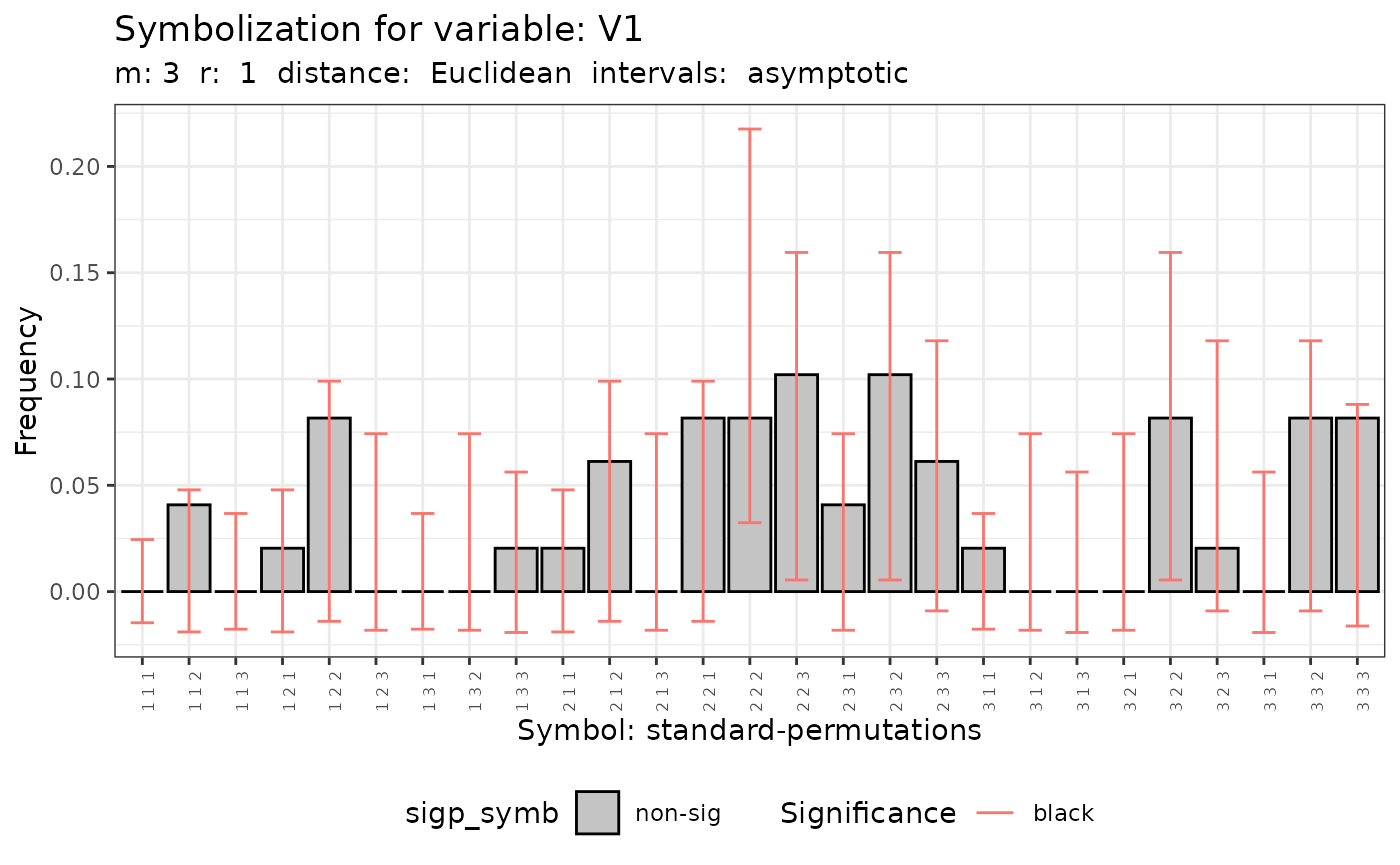 Symbolization for variable: V1
m: 3  r:  1  distance:  Euclidean  intervals:  asymptotic
Frequency
0.20
0.15
0.10
0.05
0.00
1 1 1
1 1 2
1 1 3
1 2 1
1 2 2
1 2 3
1 3 1
1 3 2
1 3 3
2 1 1
2 1 2
2 1 3
2 2 1
2 2 2
2 2 3
2 3 1
2 3 2
2 3 3
3 1 1
3 1 2
3 1 3
3 2 1
3 2 2
3 2 3
3 3 1
3 3 2
3 3 3
Symbol: standard-permutations
sigp_symb non-sig Significance black